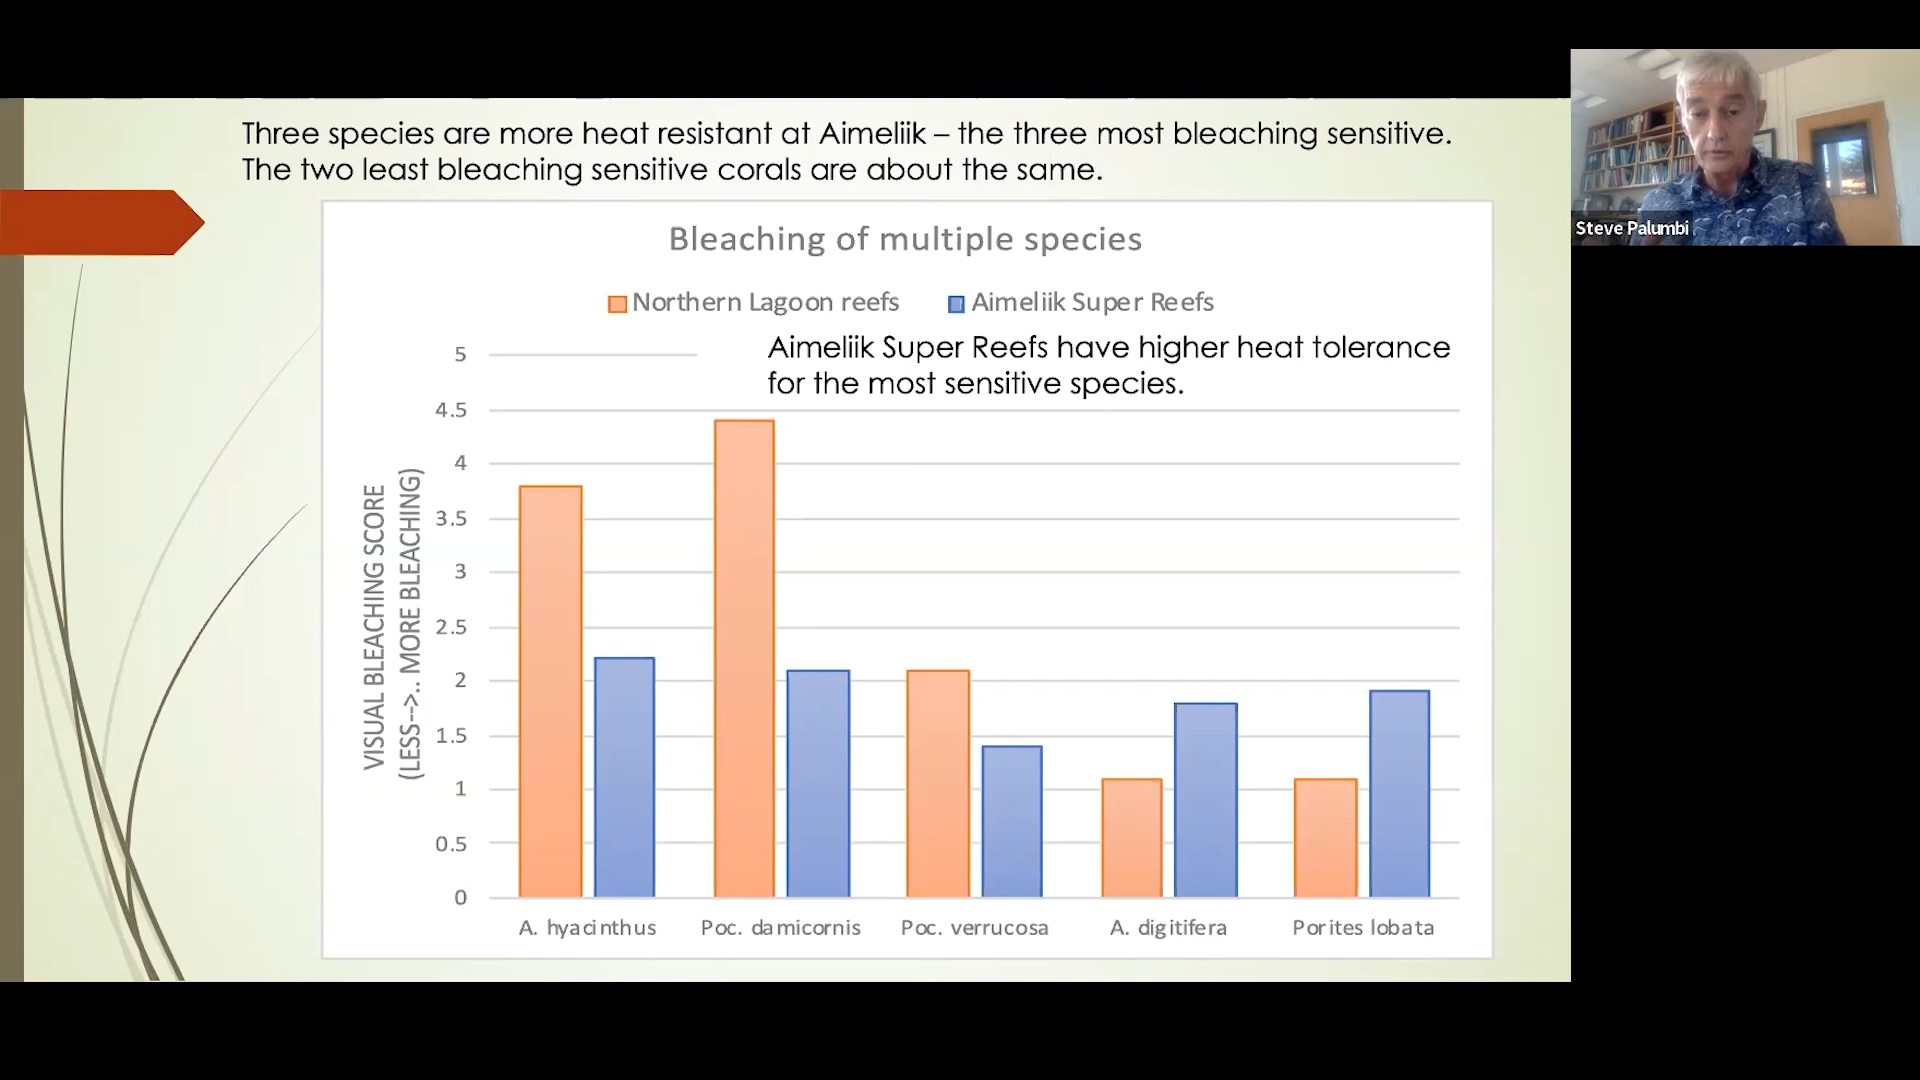 Three species are more heat resistant at Aimeliik – the three most bleaching sensitive.
The two least bleaching sensitive corals are about the same.
Steve Palumbi
Bleaching of multiple species
Northern Lagoon reefs
Aimeliik Super Reefs
Aimeliik Super Reefs have higher heat tolerance
for the most sensitive species.
VISUAL BLEACHING SCORE
(LESS-->.. MORE BLEACHING)
5
4.5
4
3.5
3
2.5
2
1.5
1
0.5
0
A. hyacinthus
Poc. damicornis
Poc. verrucosa
A. digitifera
Porites lobata